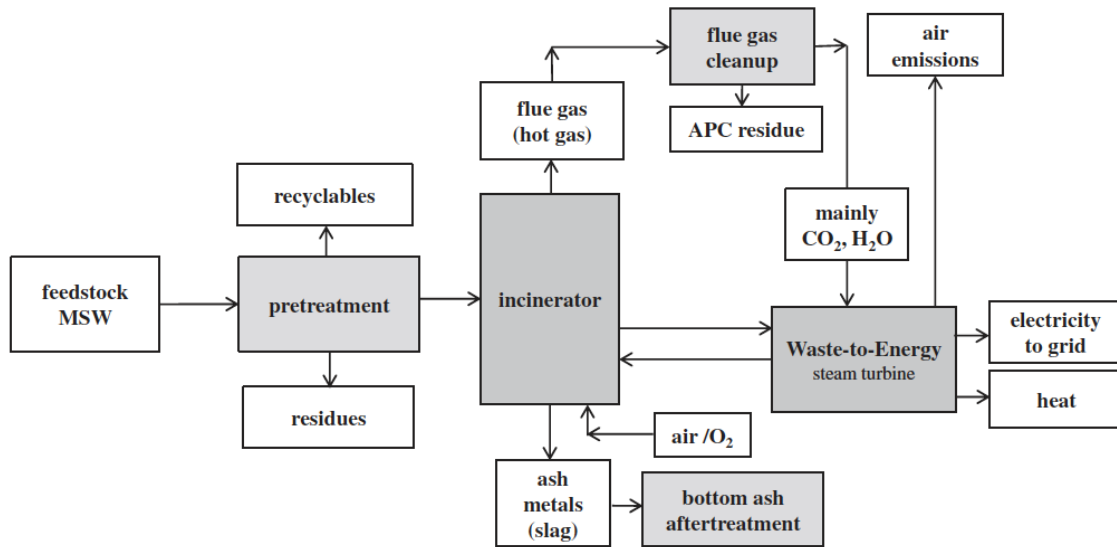 flue gas
cleanup
air
emissions
flue gas
(hot gas)
APC residue
recyclables
mainly
CO₂, H₂O
feedstock
MSW
pretreatment
incinerator
Waste-to-Energy
steam turbine
electricity
to grid
heat
residues
air /O₂
ash
metals
(slag)
bottom ash
aftertreatment